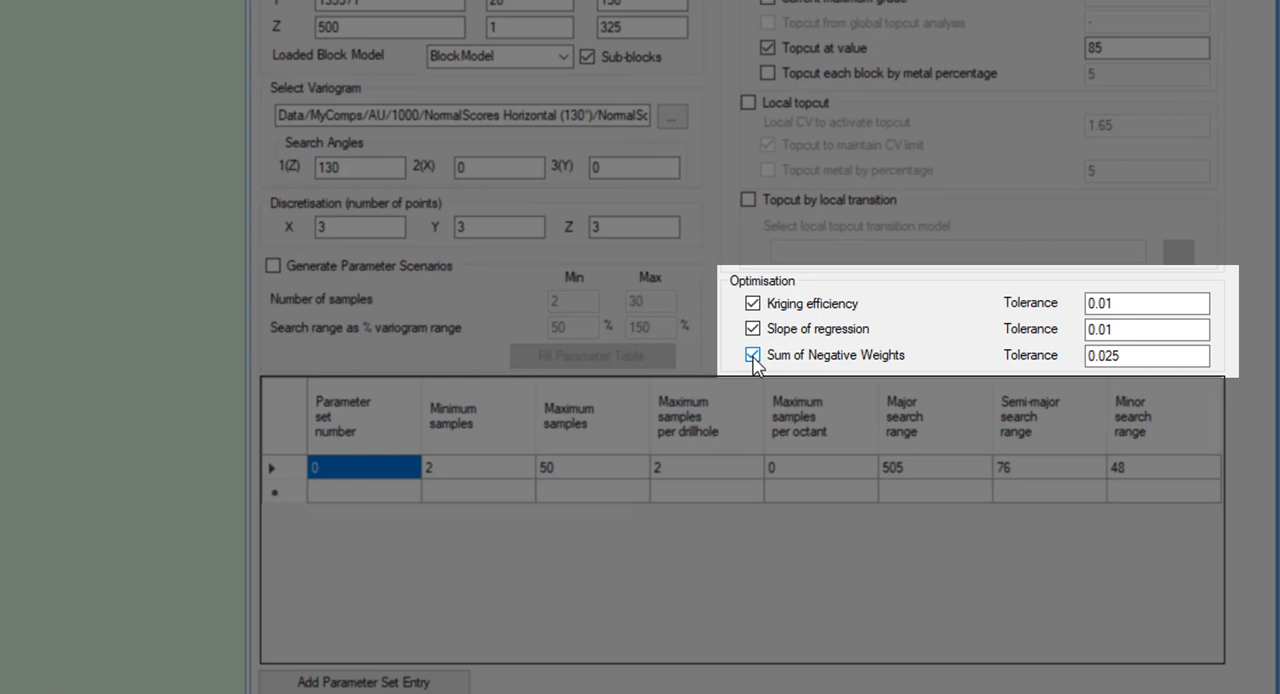 Z 500 1 325
Loaded Block Model BlockModel Sub-blocks
Select Variogram
Data/MyComps/AU/1000/NormalScores Horizontal (130°)/NormalSc ...
Search Angles
1(Z) 130 2(X) 0 3(Y) 0
Discretisation (number of points)
X 3 Y 3 Z 3
Generate Parameter Scenarios
Min Max
Number of samples 2 30
Search range as % variogram range 50 % 150 %
Fill Parameter Table
Topcut from global topcut analysis -
Topcut at value 85
Topcut each block by metal percentage 5
Local topcut
Local CV to activate topcut 1.65
Topcut to maintain CV limit
Topcut metal by percentage 5
Topcut by local transition
Select local topcut transition model
Optimisation
Kriging efficiency Tolerance 0.01
Slope of regression Tolerance 0.01
Sum of Negative Weights Tolerance 0.025
Parameter set number Minimum samples Maximum samples Maximum samples per drillhole Maximum samples per octant Major search range Semi-major search range Minor search range
0 2 50 2 0 505 76 48
Add Parameter Set Entry